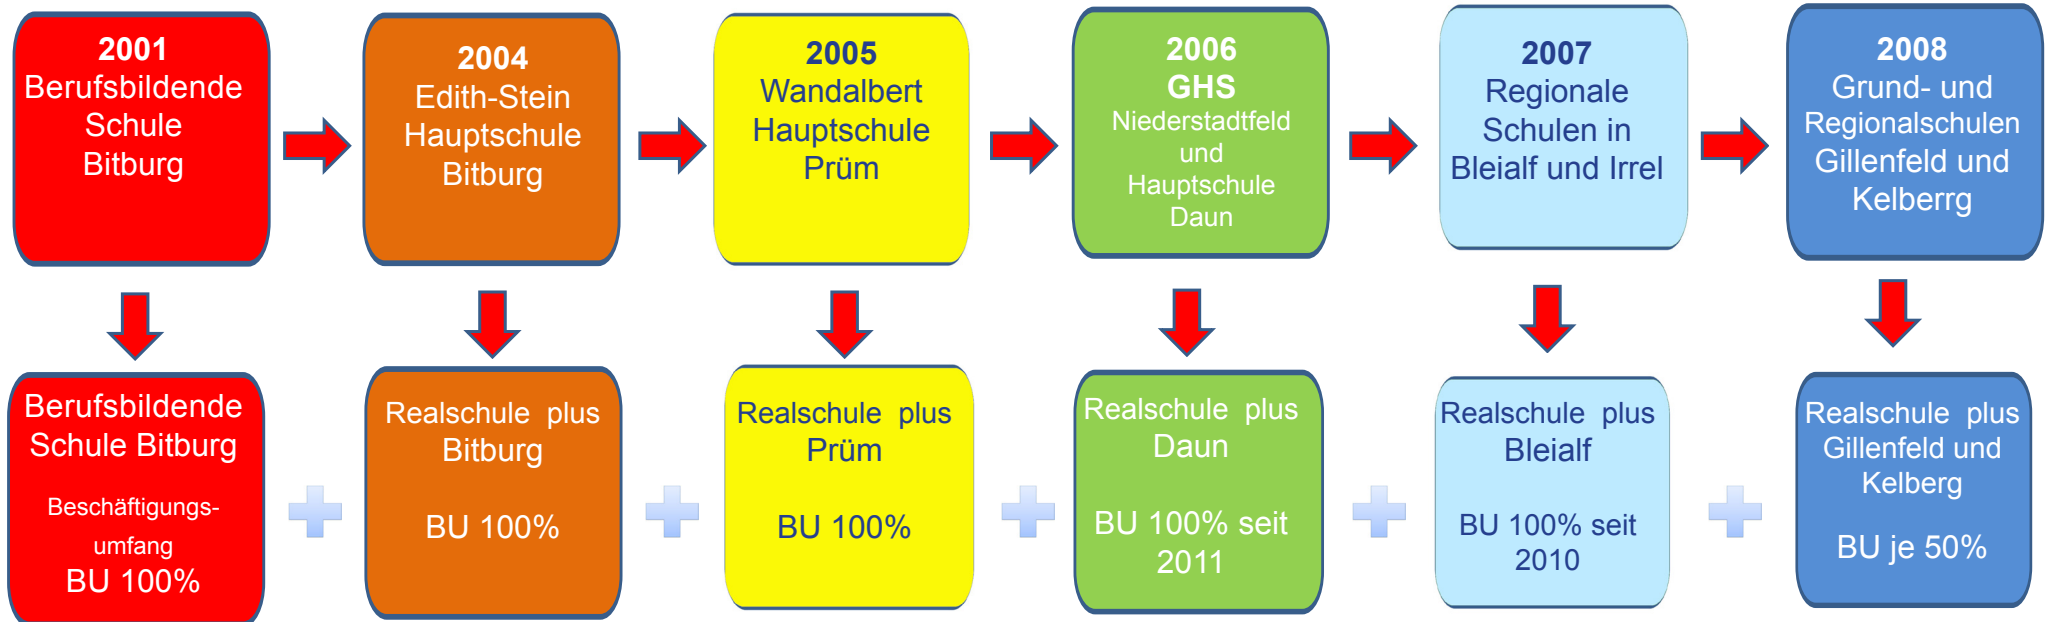 2001
Berufsbildende
Schule
Bitburg
2004
Edith-Stein
Hauptschule
Bitburg
2005
Wandalbert
Hauptschule
Prüm
2006
GHS
Niederstadtfeld
und
Hauptschule
Daun
2007
Regionale
Schulen in
Bleialf und Irrel
2008
Grund- und
Regionalschulen
Gillenfeld und
Kelberrg
Berufsbildende
Schule Bitburg
Beschäftigungs-
umfang
BU 100%
Realschule plus
Bitburg
BU 100%
Realschule plus
Prüm
BU 100%
Realschule plus
Daun
BU 100% seit
2011
Realschule plus
Bleialf
BU 100% seit
2010
Realschule plus
Gillenfeld und
Kelberg
BU je 50%